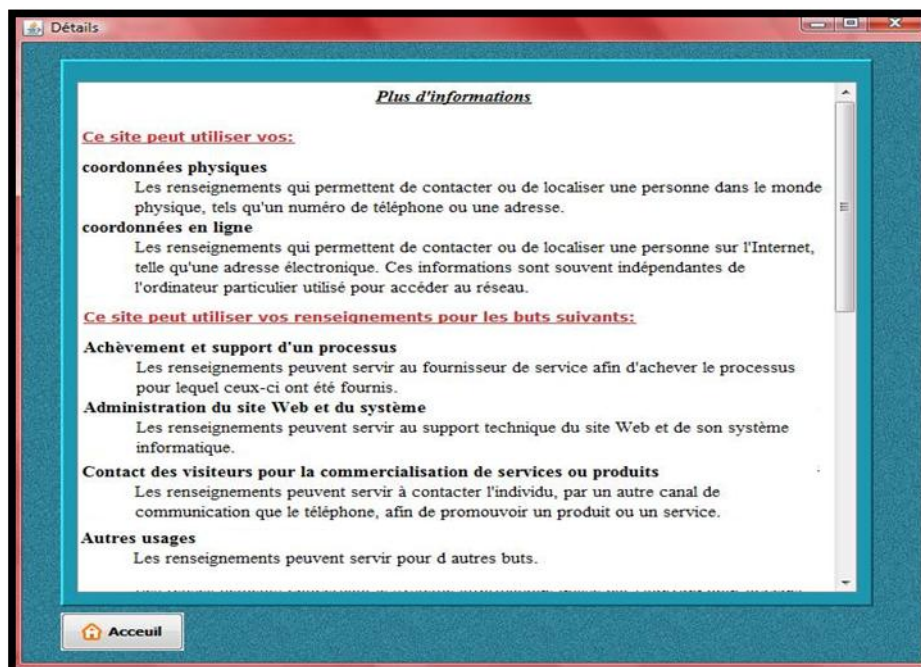 Détails
Plus d'informations
Ce site peut utiliser vos:
coordonnées physiques
Les renseignements qui permettent de contacter ou de localiser une personne dans le monde
physique, tels qu'un numéro de téléphone ou une adresse.
coordonnées en ligne
Les renseignements qui permettent de contacter ou de localiser une personne sur l'Internet,
telle qu'une adresse électronique. Ces informations sont souvent indépendantes de
l'ordinateur particulier utilisé pour accéder au réseau.
Ce site peut utiliser vos renseignements pour les buts suivants:
Achèvement et support d'un processus
Les renseignements peuvent servir au fournisseur de service afin d'achever le processus
pour lequel ceux-ci ont été fournis.
Administration du site Web et du système
Les renseignements peuvent servir au support technique du site Web et de son système
informatique.
Contact des visiteurs pour la commercialisation de services ou produits
Les renseignements peuvent servir à contacter l'individu, par un autre canal de
communication que le téléphone, afin de promouvoir un produit ou un service.
Autres usages
Les renseignements peuvent servir pour d autres buts.
Acceuil